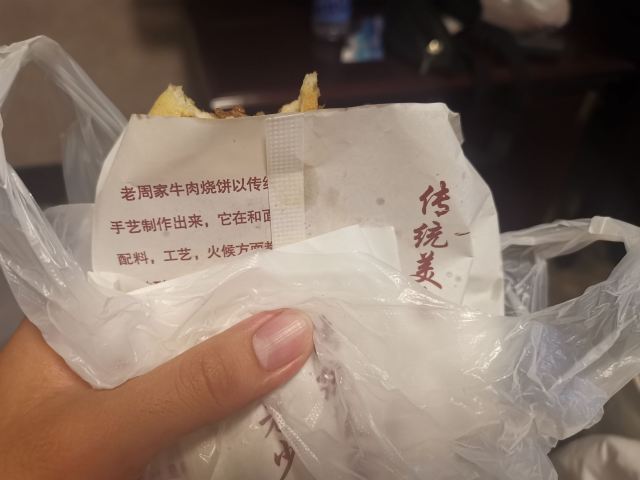 老周家牛肉烧饼以传统
手艺制作出来，它在和面
配料，工艺，火候方面都
传统美